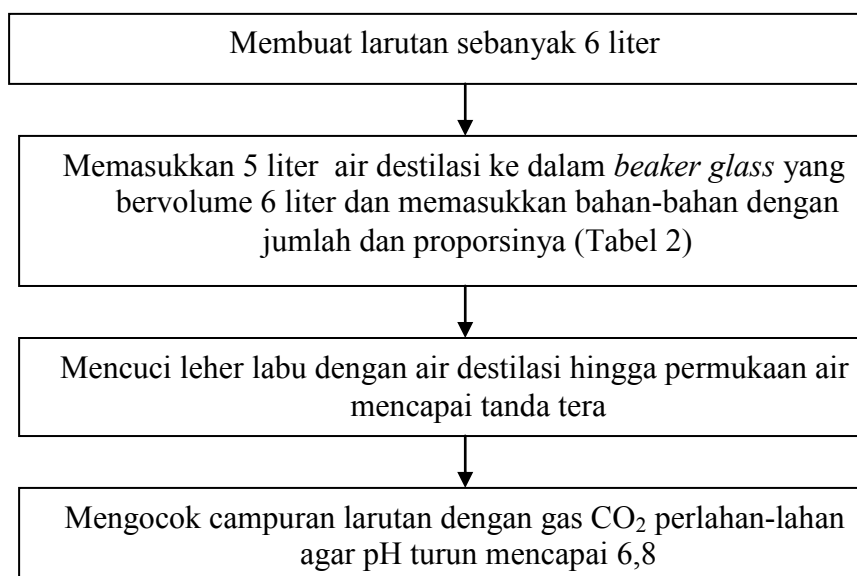 Membuat larutan sebanyak 6 liter
Memasukkan 5 liter air destilasi ke dalam beaker glass yang
bervolume 6 liter dan memasukkan bahan-bahan dengan
jumlah dan proporsinya (Tabel 2)
Mencuci leher labu dengan air destilasi hingga permukaan air
mencapai tanda tera
Mengocok campuran larutan dengan gas CO₂ perlahan-lahan
agar pH turun mencapai 6,8